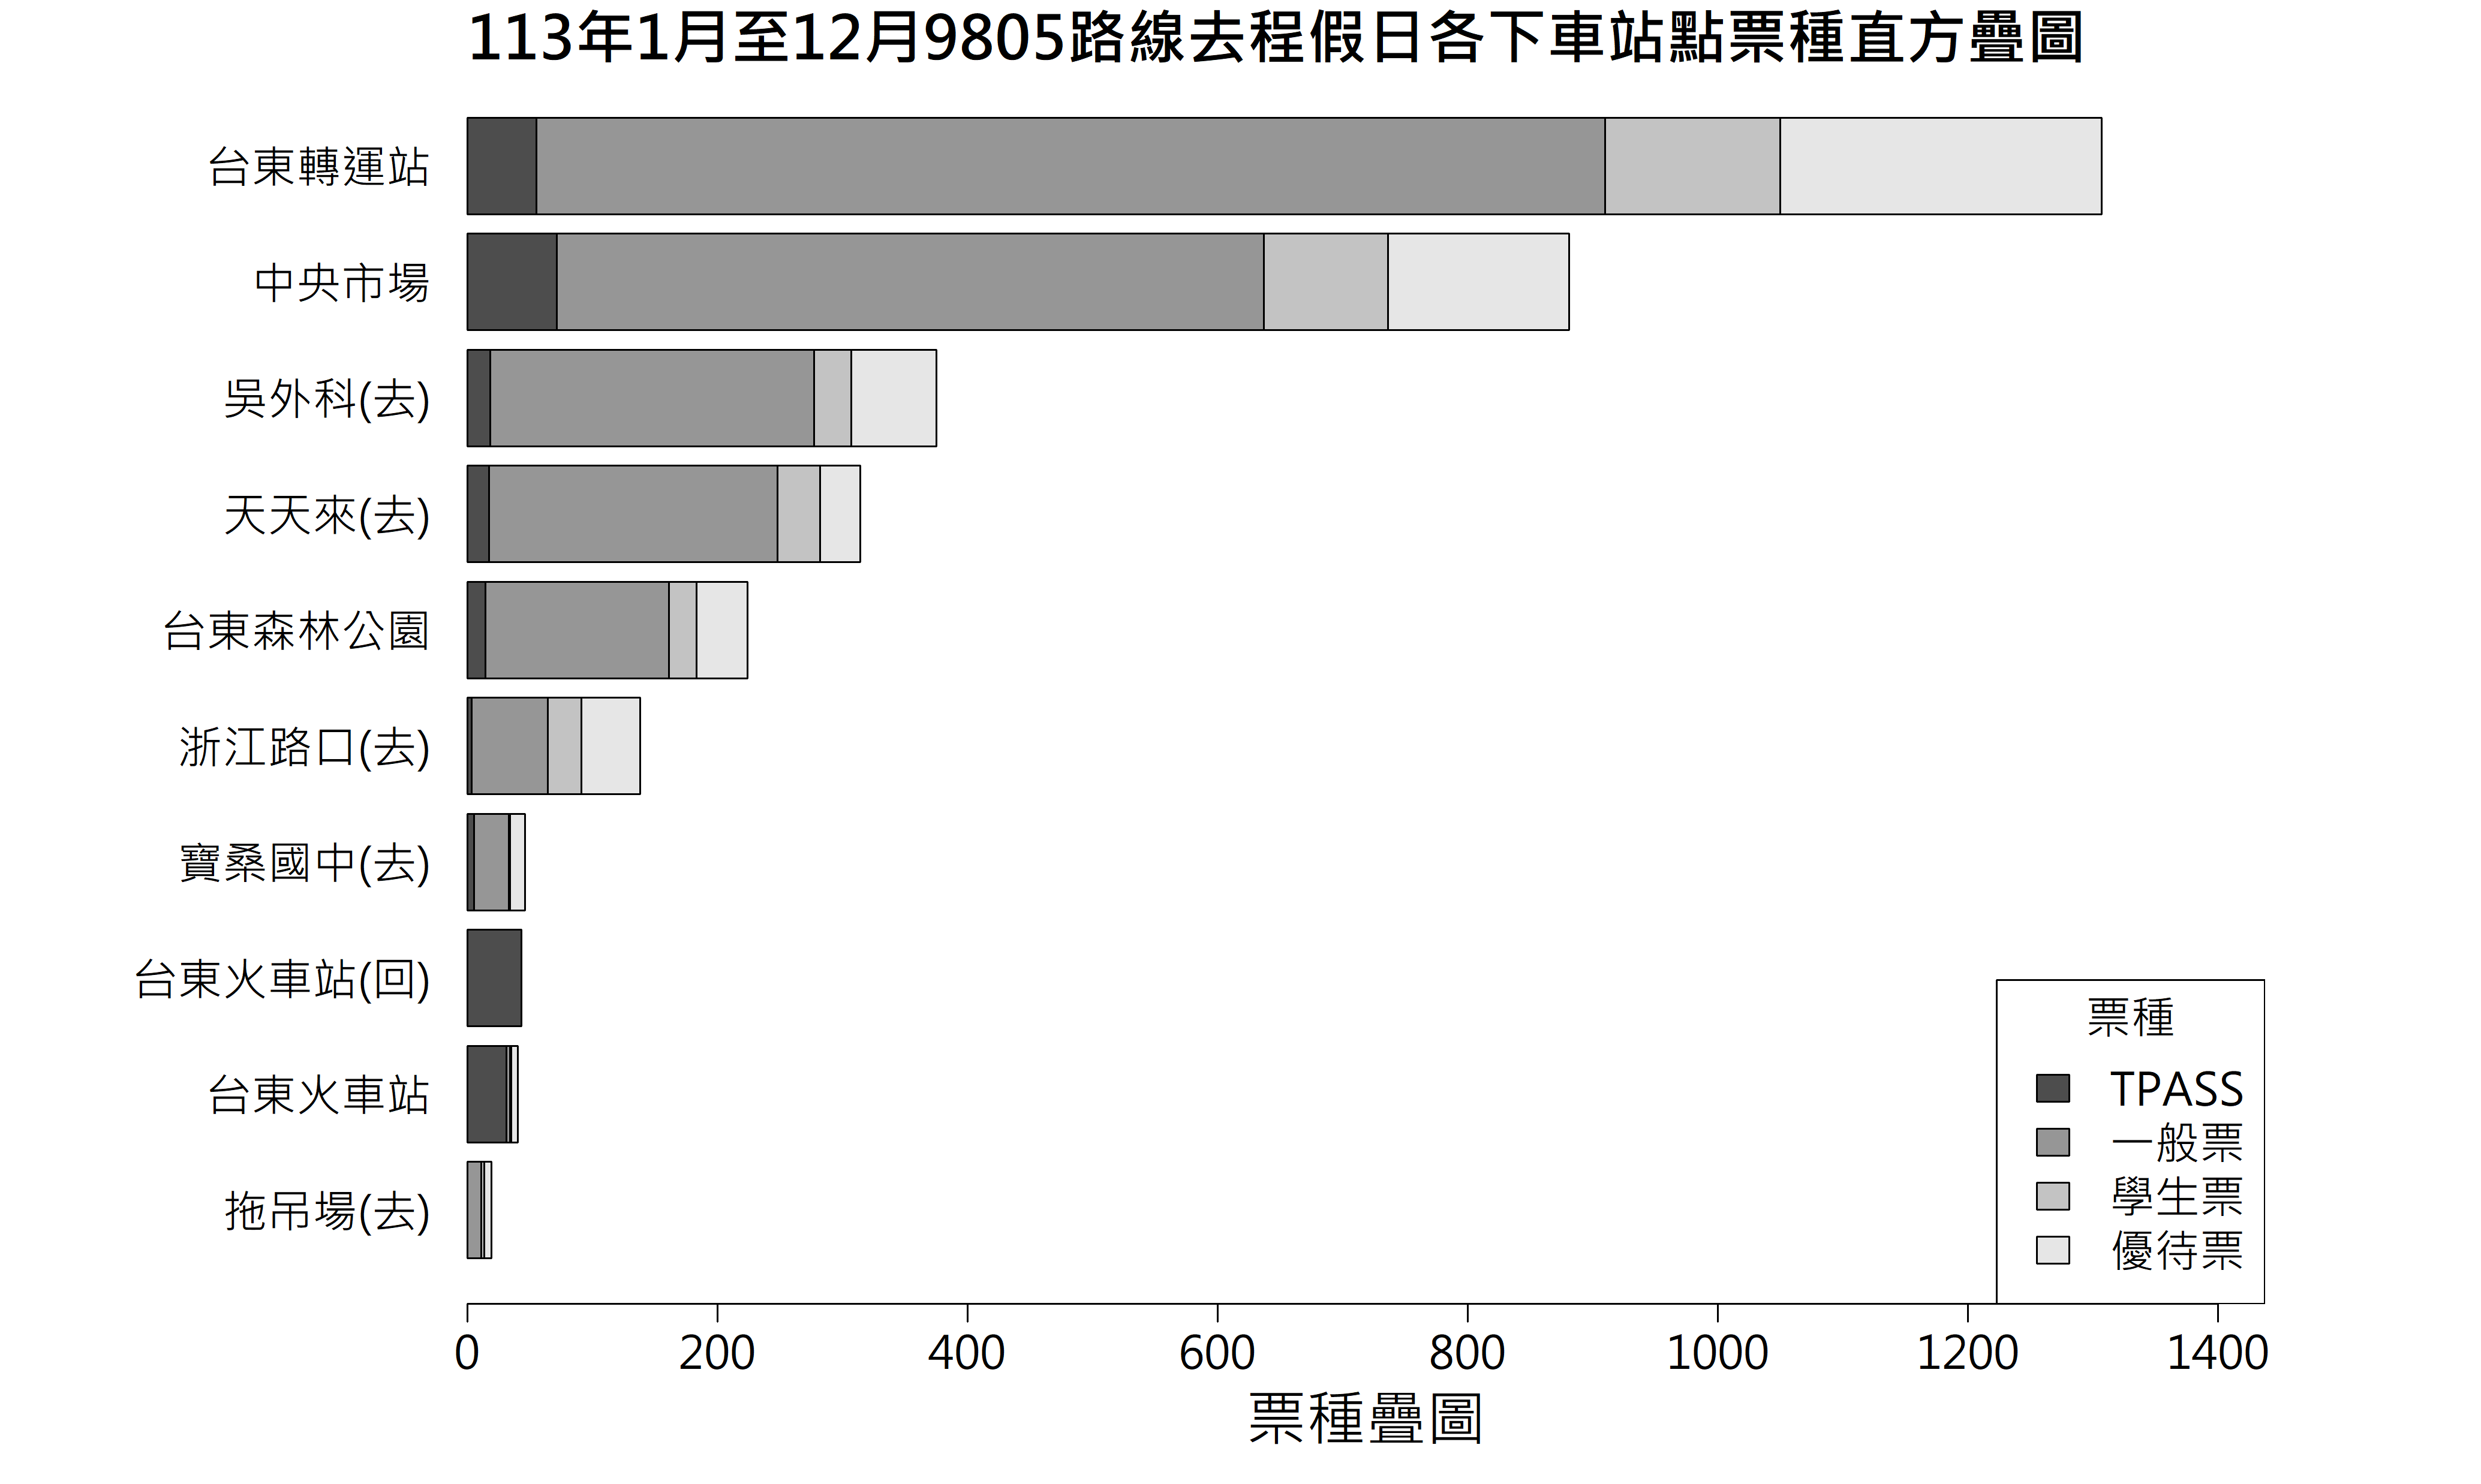 113年1月至12月9805路線去程假日各下車站點票種直方疊圖
台東轉運站
中央市場
吳外科(去)
天天來(去)
台東森林公園
浙江路口(去)
寶桑國中(去)
台東火車站(回)
台東火車站
拖吊場(去)
票種
TPASS
一般票
學生票
優待票
0 200 400 600 800 1000 1200 1400
票種疊圖